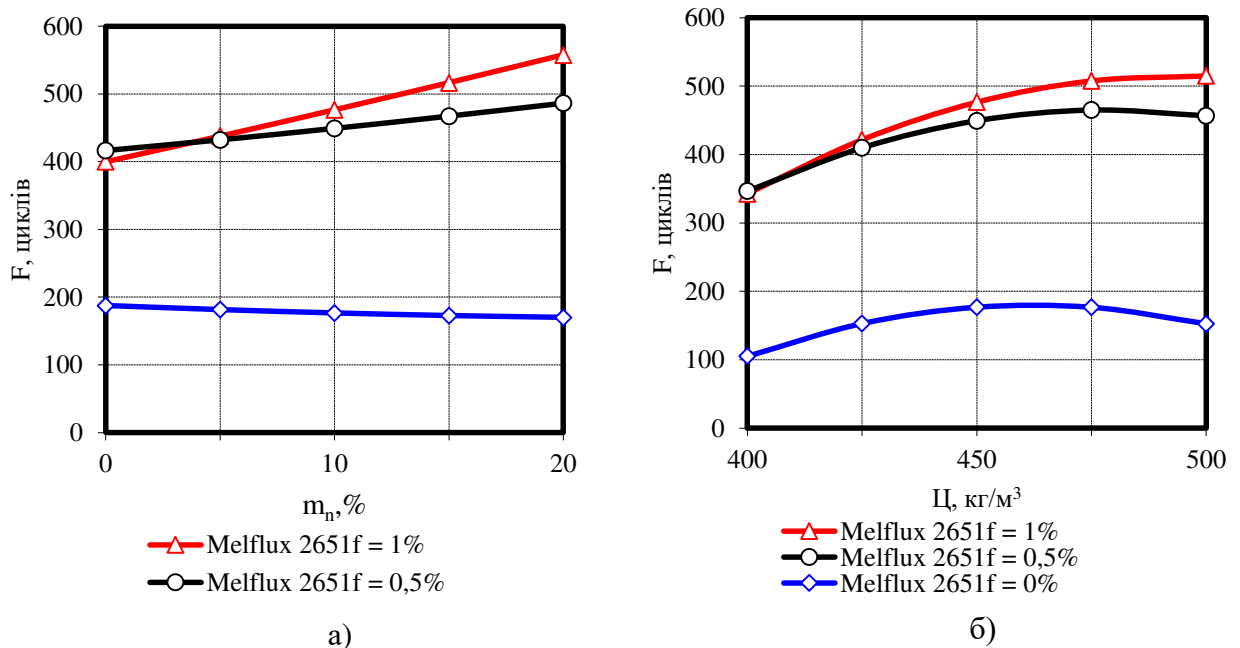 600
500
400
300
200
100
0
F, циклів
0
10
20
mn,%
Melflux 2651f = 1%
Melflux 2651f = 0,5%
а)
600
500
400
300
200
100
0
F, циклів
400
450
500
Ц, кг/м³
Melflux 2651f = 1%
Melflux 2651f = 0,5%
Melflux 2651f = 0%
б)